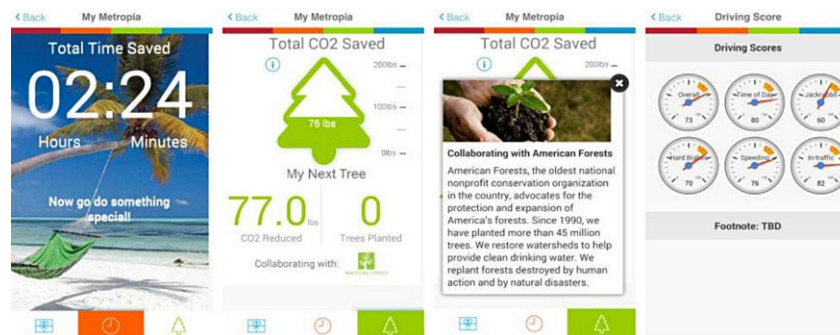 < Back My Metropia
Total Time Saved
02:24
Hours Minutes
Now go do something
special!
< Back My Metropia
Total CO2 Saved
200lbs
100lbs
76 lbs
0lbs
My Next Tree
77.0 lbs 0
CO2 Reduced Trees Planted
Collaborating with: AMERICAN FORESTS
< Back My Metropia
Total CO2 Saved
200lbs
Collaborating with American Forests
American Forests, the oldest national
nonprofit conservation organization
in the country, advocates for the
protection and expansion of
America's forests. Since 1990, we
have planted more than 45 million
trees. We restore watersheds to help
provide clean drinking water. We
replant forests destroyed by human
action and by natural disasters.
< Back Driving Score
Driving Scores
Overall Time of Day Jackrabbit
73 80 60
Hard Brakes Speeding In-traffic
70 76 82
Footnote: TBD